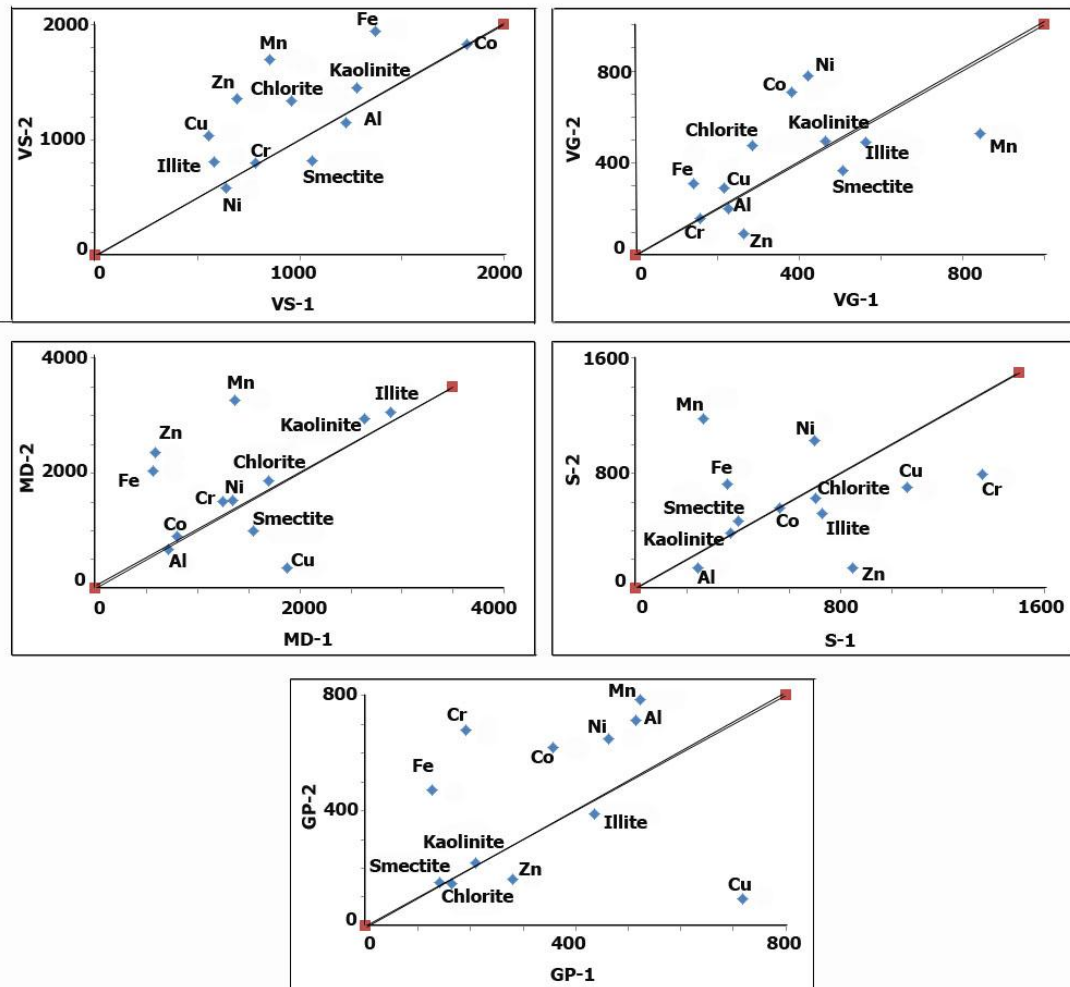 2000
Fe
Mn
Co
Kaolinite
Zn
Chlorite
VS-2
Cu
Al
1000
Cr
Illite
Smectite
Ni
0
0 1000 2000
VS-1
Ni
Co
800
Kaolinite
Chlorite
VG-2
Mn
Illite
400
Fe
Cu
Smectite
Al
Cr
Zn
0
0 400 800
VG-1
4000
Mn
Illite
Kaolinite
Zn
Chlorite
MD-2
Fe
2000
Cr Ni
Co
Smectite
Al
Cu
0
0 2000 4000
MD-1
1600
Mn
Ni
Fe
Cu
800
Cr
S-2
Chlorite
Smectite
Co
Illite
Kaolinite
Al
Zn
0
0 800 1600
S-1
800
Mn
Cr
Ni
Al
Co
Fe
GP-2
400
Illite
Kaolinite
Smectite
Zn
Chlorite
Cu
0
0 400 800
GP-1